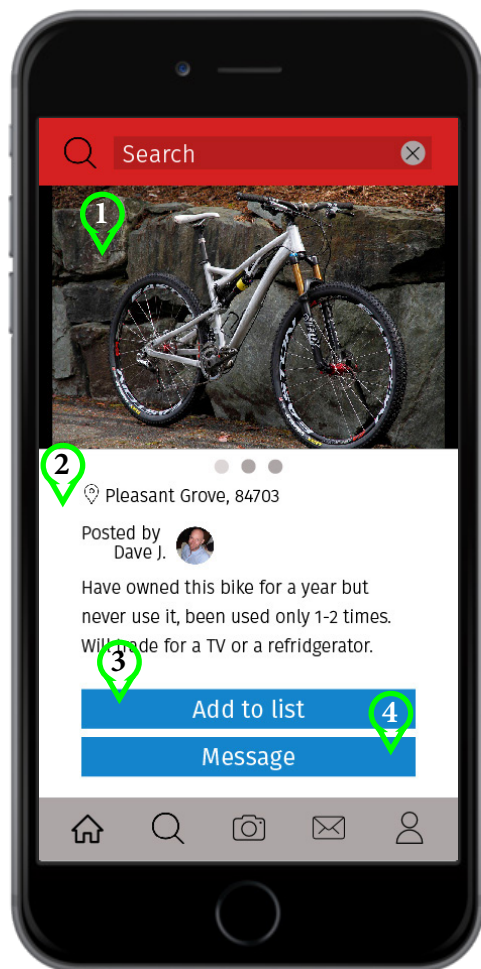 Search
1
2
Pleasant Grove, 84703
Posted by
Dave J.
Have owned this bike for a year but
never use it, been used only 1-2 times.
Will trade for a TV or a refridgerator.
3
Add to list
4
Message